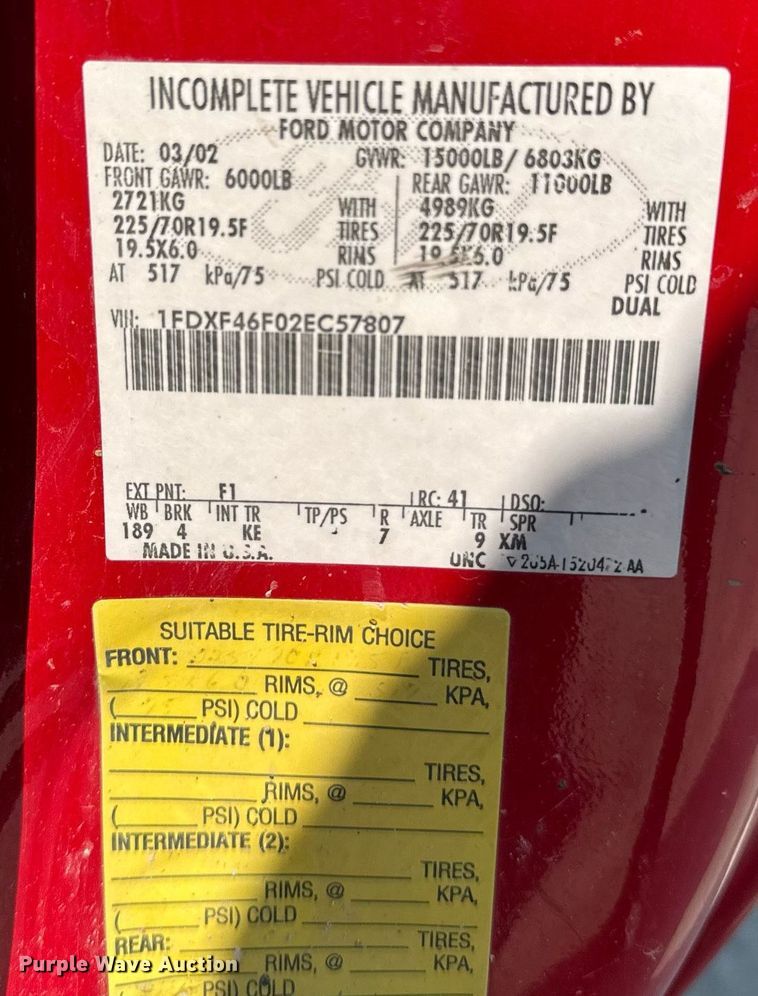 INCOMPLETE VEHICLE MANUFACTURED BY
FORD MOTOR COMPANY
DATE: 03/02 GVWR: 15000LB/ 6803KG
FRONT GAWR: 6000LB REAR GAWR: 11000LB
2721KG WITH 4989KG WITH
225/70R19.5F TIRES 225/70R19.5F TIRES
19.5X6.0 RIMS 19.5X6.0 RIMS
AT 517 kPa/75 PSI COLD AT 517 kPa/75 PSI COLD
DUAL
VIN: 1FDXF46F02EC57807
EXT PNT: F1 RC: 41 DSO:
WB BRK INT TR TP/PS R AXLE TR SPR
189 4 KE 7 9 XM
MADE IN U.S.A. UNC
SUITABLE TIRE-RIM CHOICE
FRONT: TIRES,
RIMS, @ KPA,
( PSI) COLD
INTERMEDIATE (1):
TIRES,
RIMS, @ KPA,
( PSI) COLD
INTERMEDIATE (2):
TIRES,
RIMS, @ KPA,
( PSI) COLD
REAR: TIRES,
RIMS, @ KPA,
PSI) COLD
Purple Wave Auction